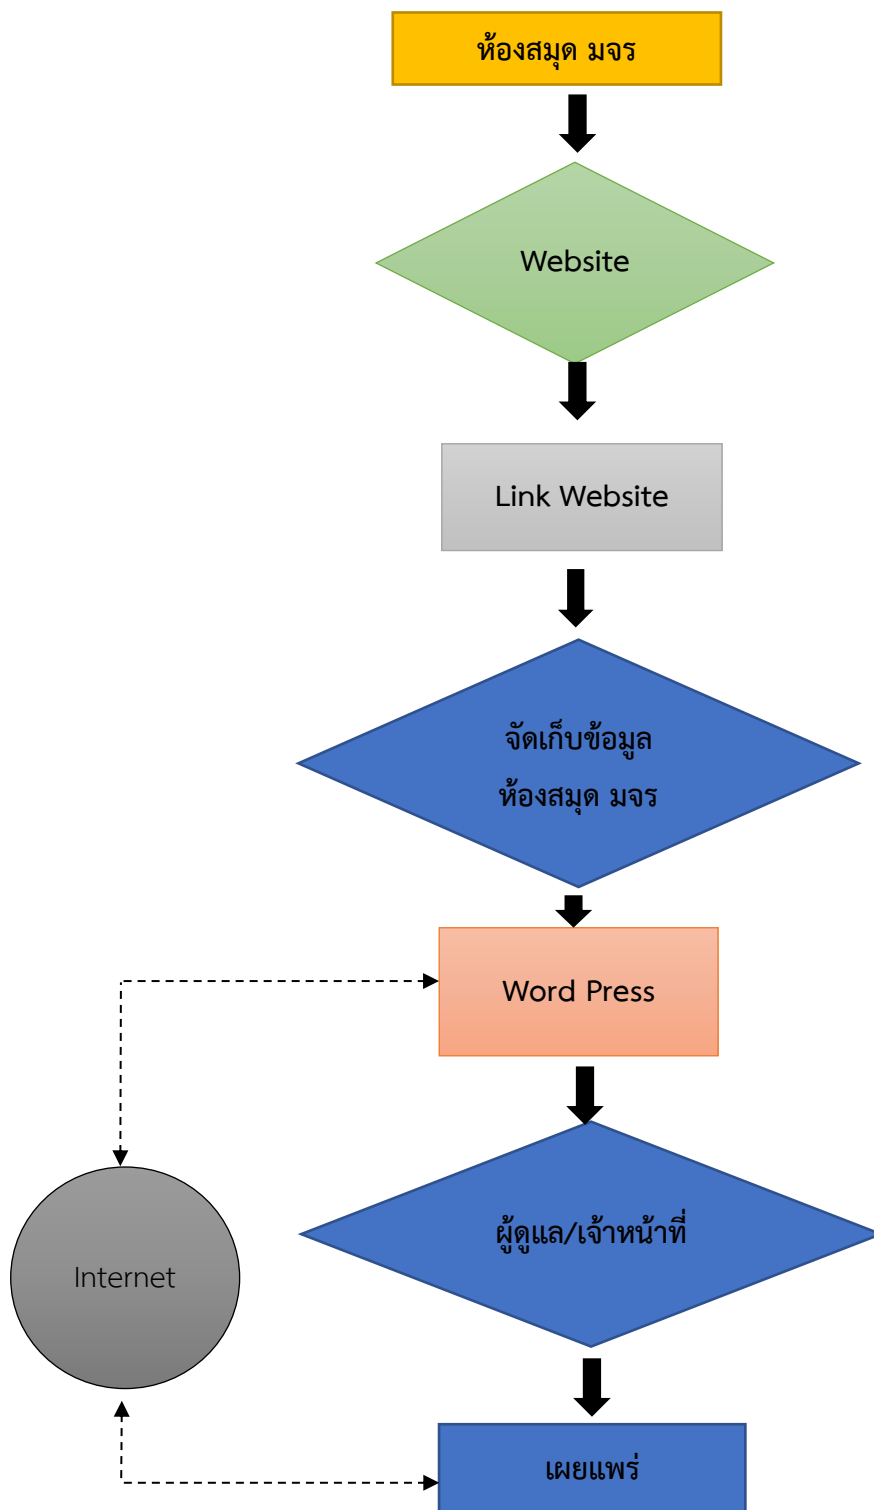 ห้องสมุด มจร
Website
Link Website
จัดเก็บข้อมูล
ห้องสมุด มจร
Word Press
ผู้ดูแล/เจ้าหน้าที่
Internet
เผยแพร่